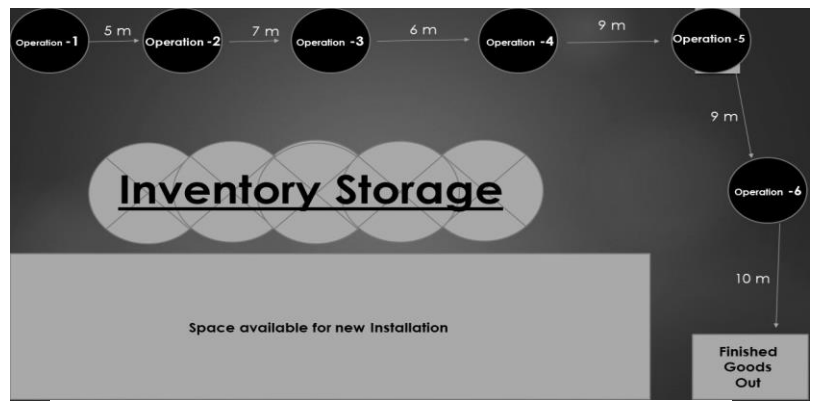 Operation -1
5 m
Operation -2
7 m
Operation -3
6 m
Operation -4
9 m
Operation -5
9 m
Operation -6
10 m
Inventory Storage
Space available for new Installation
Finished
Goods
Out